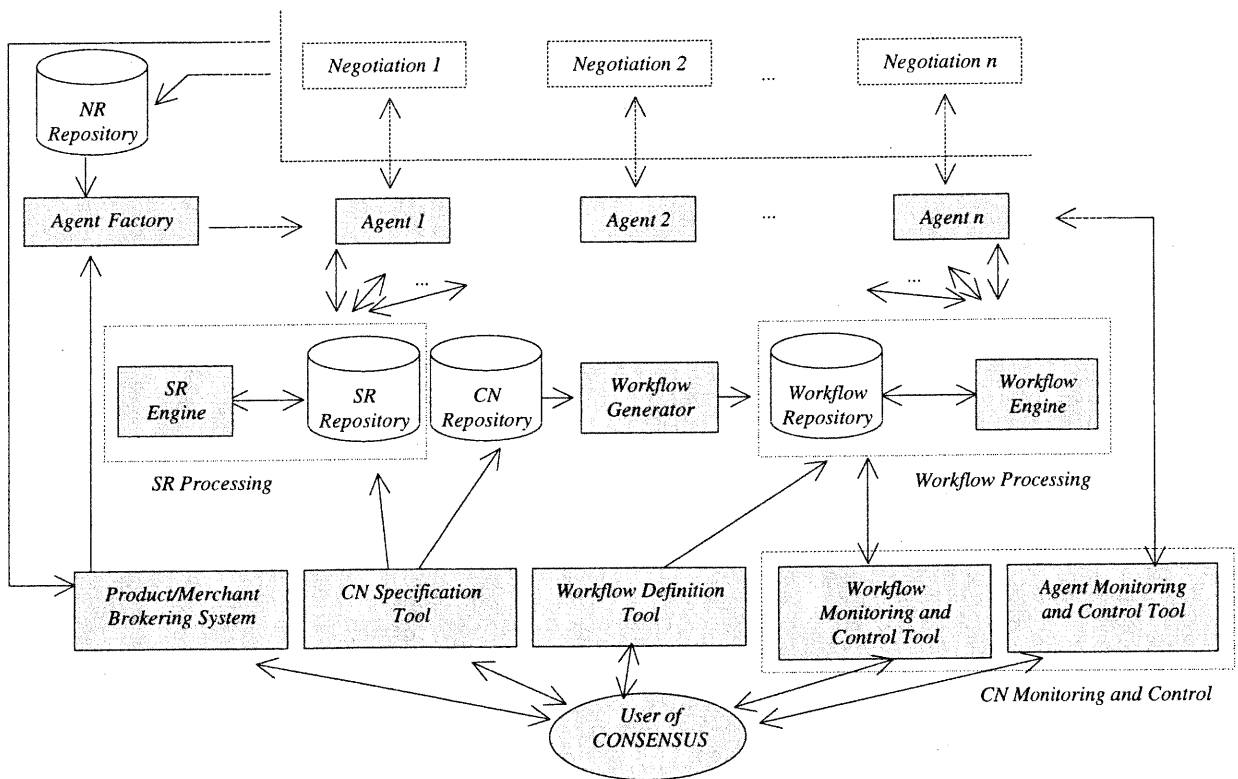 Negotiation 1
Negotiation 2
...
Negotiation n
NR
Repository
Agent Factory
Agent 1
Agent 2
...
Agent n
...
...
SR
Engine
SR
Repository
CN
Repository
Workflow
Generator
Workflow
Repository
Workflow
Engine
SR Processing
Workflow Processing
Product/Merchant
Brokering System
CN Specification
Tool
Workflow Definition
Tool
Workflow
Monitoring and
Control Tool
Agent Monitoring
and Control Tool
CN Monitoring and Control
User of
CONSENSUS